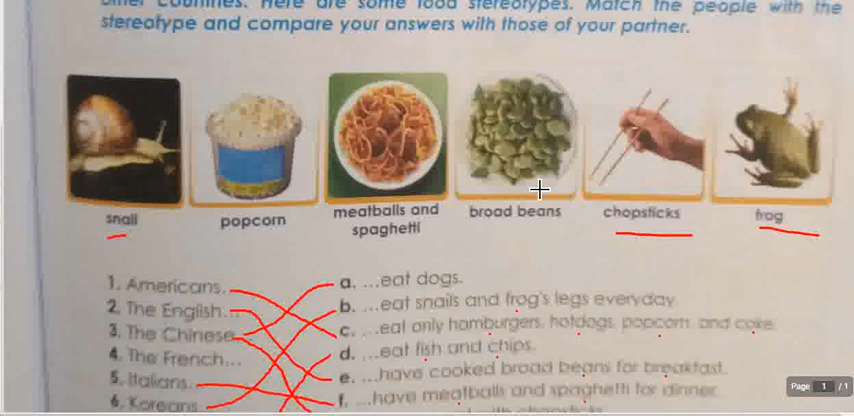 other countries. Here are some food stereotypes. Match the people with the
stereotype and compare your answers with those of your partner.
snail
popcorn
meatballs and
spaghetti
broad beans
chopsticks
frog
1. Americans...
2. The English...
3. The Chinese...
4. The French...
5. Italians...
6. Koreans...
a. ...eat dogs.
b. ...eat snails and frog's legs everyday.
c. ...eat only hamburgers, hotdogs, popcorn, and coke.
d. ...eat fish and chips.
e. ...have cooked broad beans for breakfast.
f. ...have meatballs and spaghetti for dinner.
with chopsticks.
Page 1 / 1